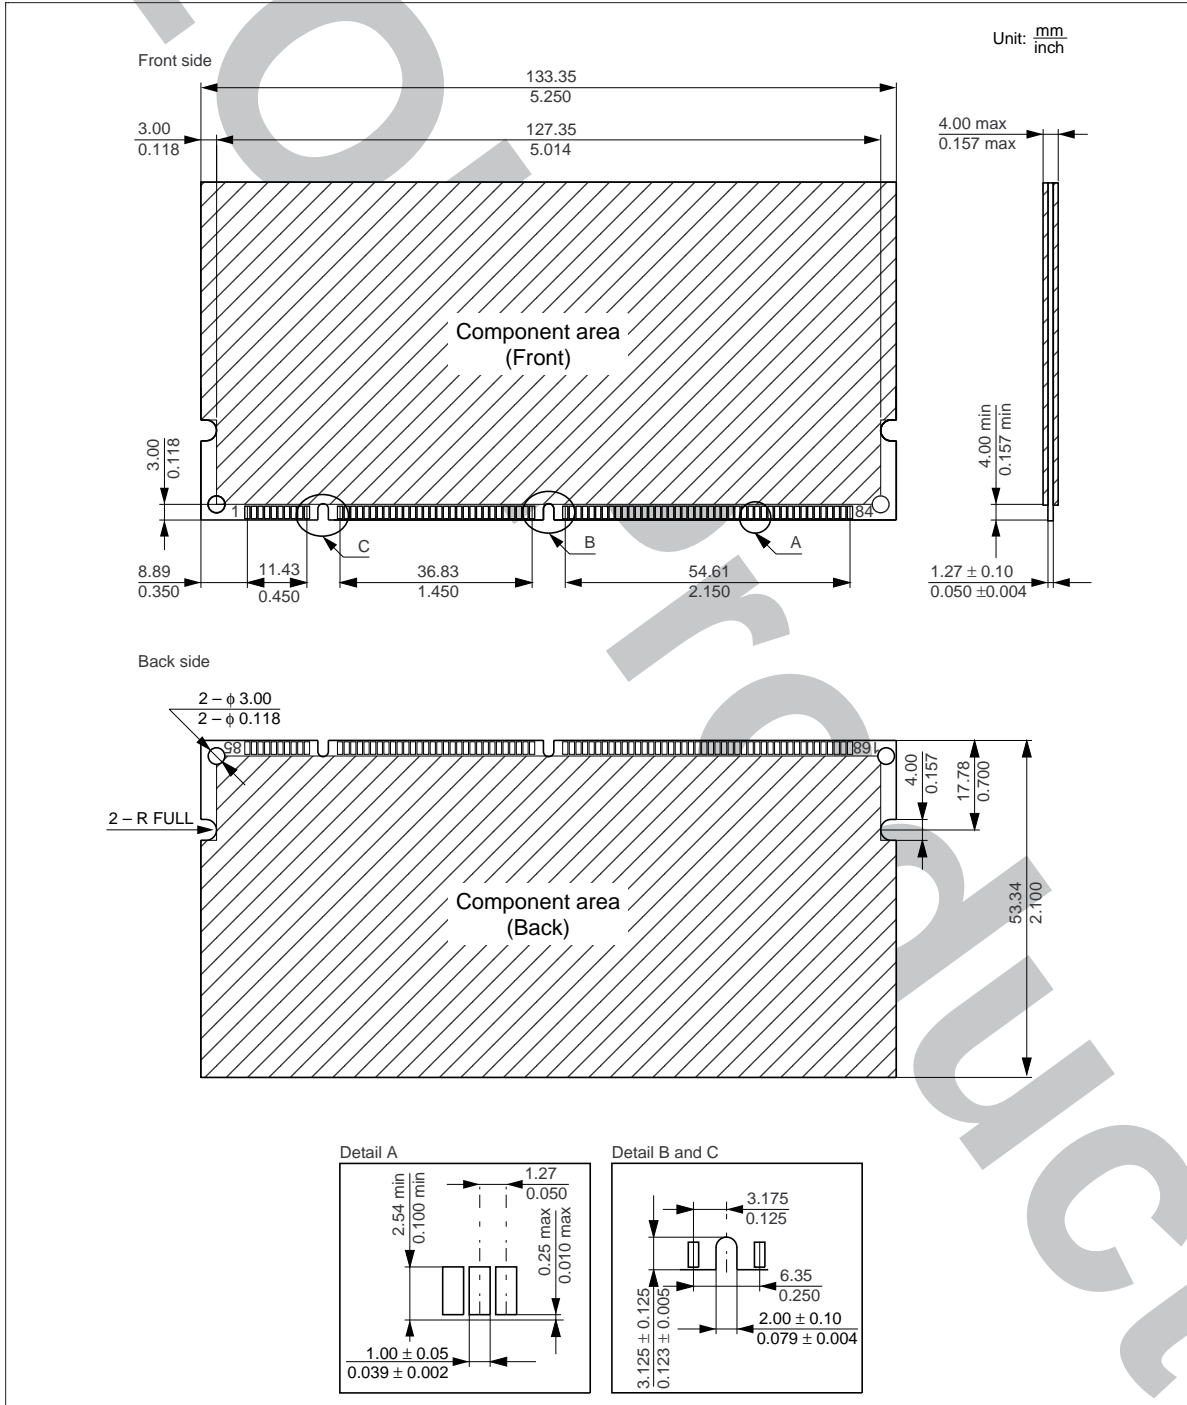 Unit: mm
inch
Front side
133.35
5.250
3.00
0.118
127.35
5.014
4.00 max
0.157 max
Component area
(Front)
3.00
0.118
4.00 min
0.157 min
1
84
C
B
A
8.89
0.350
11.43
0.450
36.83
1.450
54.61
2.150
1.27 ± 0.10
0.050 ±0.004
Back side
2 – φ 3.00
2 – φ 0.118
85
168
4.00
0.157
17.78
0.700
2 – R FULL
Component area
(Back)
53.34
2.100
Detail A
2.54 min
0.100 min
1.27
0.050
0.25 max
0.010 max
1.00 ± 0.05
0.039 ± 0.002
Detail B and C
3.175
0.125
6.35
0.250
3.125 ± 0.125
0.123 ± 0.005
2.00 ± 0.10
0.079 ± 0.004